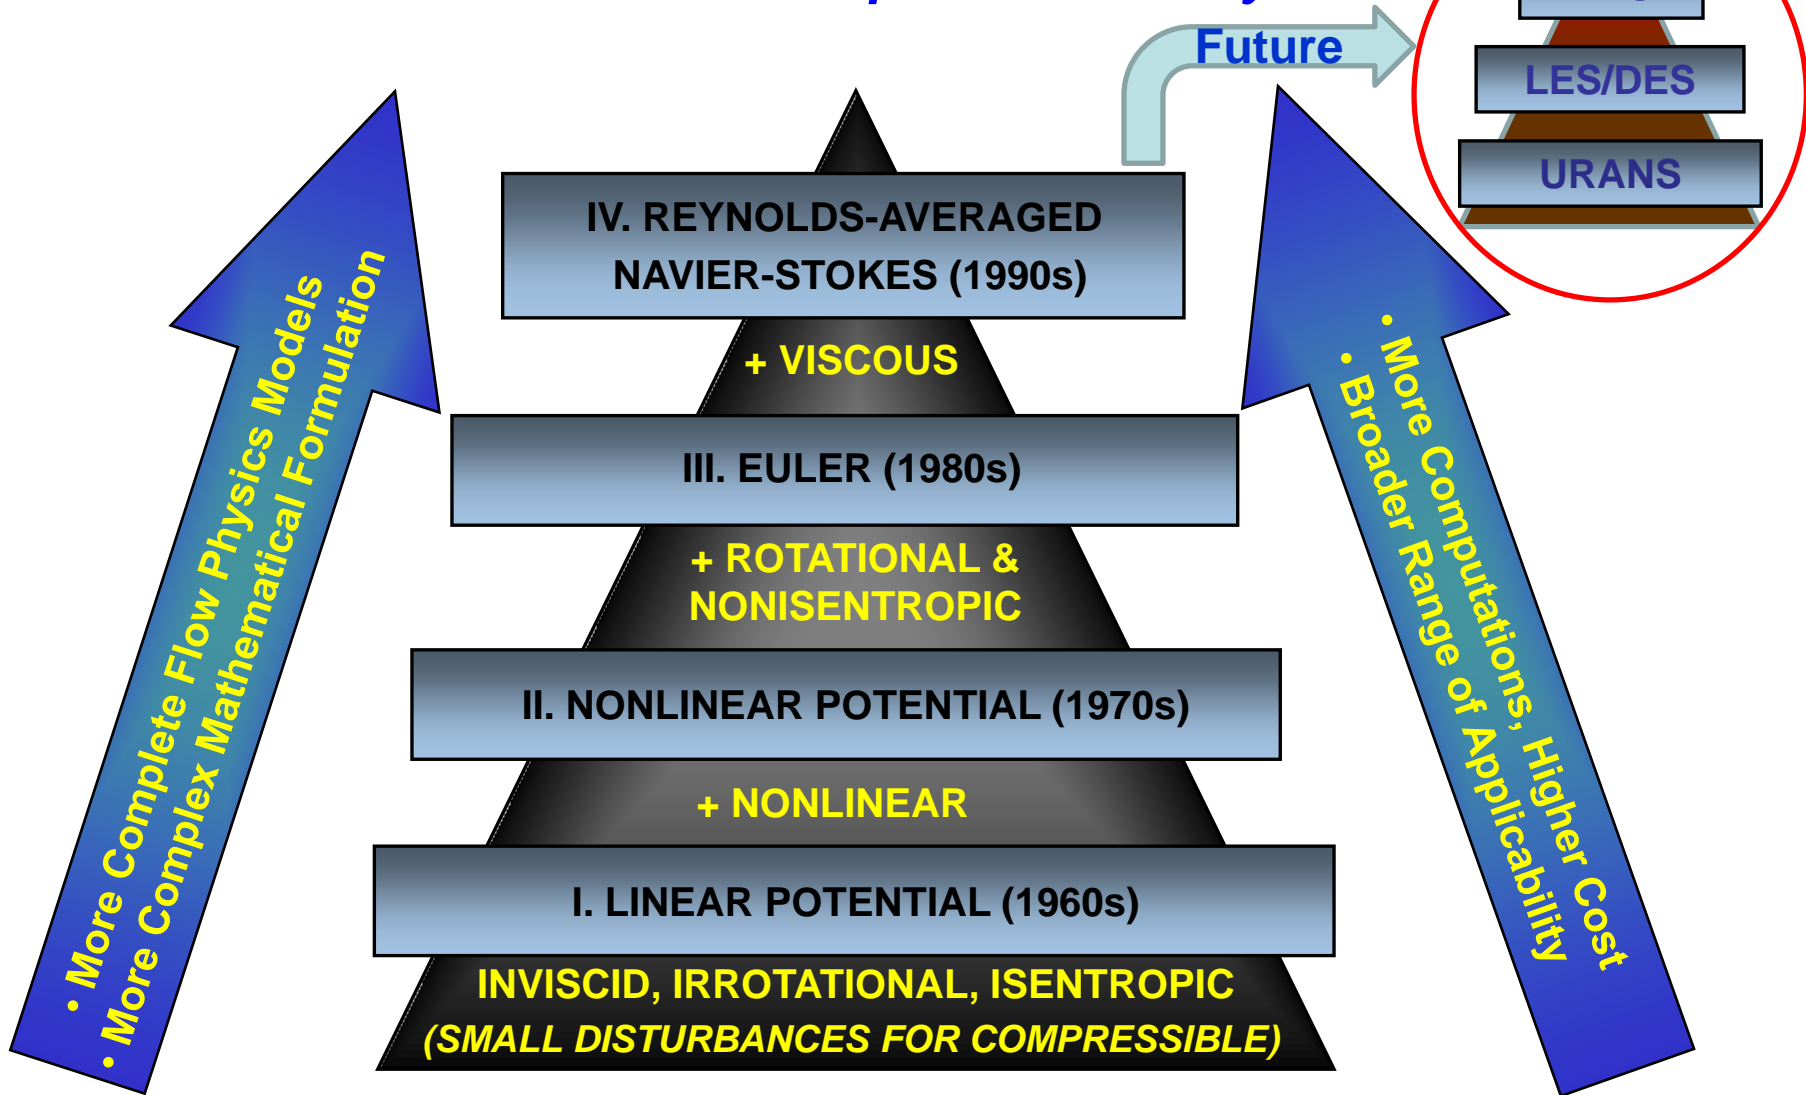 Future
LES/DES
URANS
IV. REYNOLDS-AVERAGED
NAVIER-STOKES (1990s)
+ VISCOUS
III. EULER (1980s)
+ ROTATIONAL &
NONISENTROPIC
II. NONLINEAR POTENTIAL (1970s)
+ NONLINEAR
I. LINEAR POTENTIAL (1960s)
INVISCID, IRROTATIONAL, ISENTROPIC
(SMALL DISTURBANCES FOR COMPRESSIBLE)
• More Complete Flow Physics Models
• More Complex Mathematical Formulation
• More Computations, Higher Cost
• Broader Range of Applicability